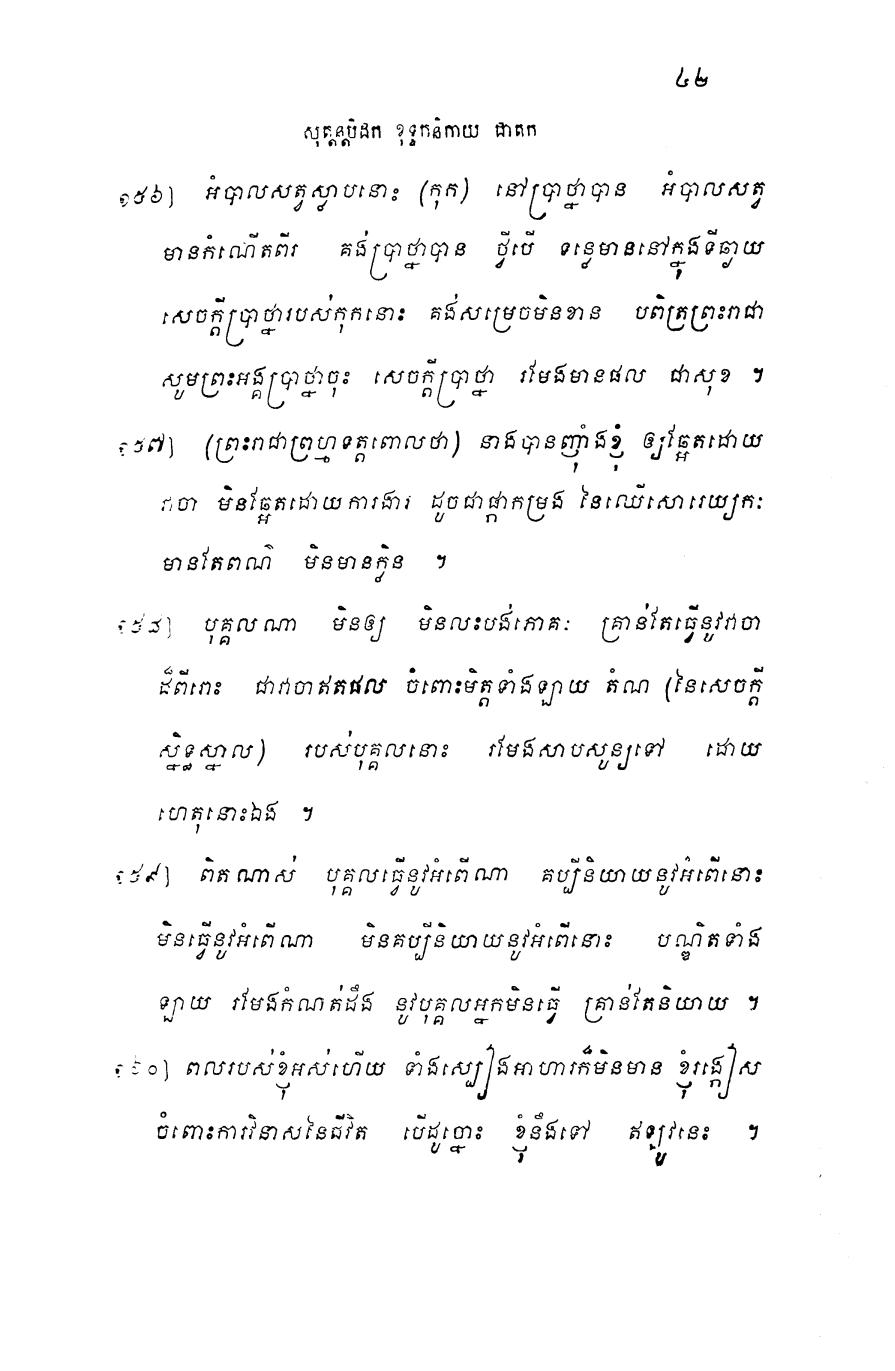 ៤២
សុត្តន្តបិដក ខុទ្ទកនិកាយ ជាតក
[១៥៦] អំបាលសត្វស្លាបនោះ (កុក) នៅប្រាថ្នាបាន អំបាលសត្វ
មានកំណើតពីរ គង់ប្រាថ្នាបាន ថ្វីបើ ទន្លេមាននៅក្នុងទីឆ្ងាយ
សេចក្តីប្រាថ្នារបស់កុកនោះ គង់សម្រេចមិនខាន បពិត្រព្រះរាជា
សូមព្រះអង្គប្រាថ្នាចុះ សេចក្តីប្រាថ្នា រមែងមានផល ជាសុខ ។
[១៥៧] (ព្រះរាជាព្រហ្មទត្តពោលថា) នាងបានញ៉ាំងខ្ញុំ ឲ្យឆ្អែតដោយ
វាចា មិនឆ្អែតដោយការងារ ដូចជាផ្កាកម្រង នៃឈើសោរេយ្យកៈ
មានតែពណ៌ មិនមានក្លិន ។
[១៥៨] បុគ្គលណា មិនឲ្យ មិនលះបង់ភោគៈ គ្រាន់តែធ្វើនូវវាចា
ដ៏ពីរោះ ជាវាចាឥតផល ចំពោះមិត្តទាំងឡាយ តំណ (នៃសេចក្តី
ស្និទ្ធស្នាល) របស់បុគ្គលនោះ រមែងសាបសូន្យទៅ ដោយ
ហេតុនោះឯង ។
[១៥៩] ពិតណាស់ បុគ្គលធ្វើនូវអំពើណា គប្បីនិយាយនូវអំពើនោះ
មិនធ្វើនូវអំពើណា មិនគប្បីនិយាយនូវអំពើនោះ បណ្ឌិតទាំង
ឡាយ រមែងកំណត់ដឹង នូវបុគ្គលអ្នកមិនធ្វើ គ្រាន់តែនិយាយ ។
[១៦០] ពលរបស់ខ្ញុំអស់ហើយ ទាំងស្បៀងអាហារក៏មិនមាន ខ្ញុំរង្កៀស
ចំពោះការវិនាសនៃជីវិត បើដូច្នោះ ខ្ញុំនឹងទៅ ឥឡូវនេះ ។